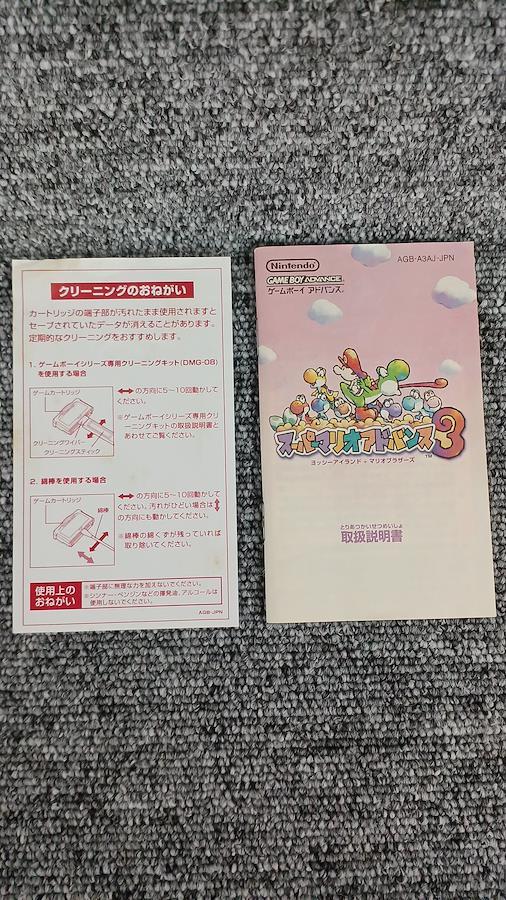 クリーニングのおねがい
カートリッジの端子部が汚れたまま使用されますと
セーブされていたデータが消えることがあります。
定期的なクリーニングをおすすめします。
1. ゲームボーイシリーズ専用クリーニングキット(DMG-08)
を使用する場合
ゲームカートリッジ
クリーニングワイパー
クリーニングスティック
⟷の方向に5〜10回動かして
ください。
※ゲームボーイシリーズ専用クリ
ーニングキットの取扱説明書と
あわせてご覧ください。
2. 綿棒を使用する場合
ゲームカートリッジ
綿棒
⟷の方向に5〜10回動かして
ください。汚れがひどい場合は↕
の方向にも動かしてください。
※綿棒の綿くずが残っていれば
取り除いてください。
使用上の
おねがい
※端子部に無理な力を加えないでください。
※シンナー・ベンジンなどの揮発油、アルコールは
使用しないでください。
AGB-JPN
Nintendo
AGB-A3AJ-JPN
GAME BOY ADVANCE
ゲームボーイ アドバンス
スーパーマリオアドバンス3
TM
ヨッシーアイランド+マリオブラザーズ
とりあつかいせつめいしょ
取扱説明書